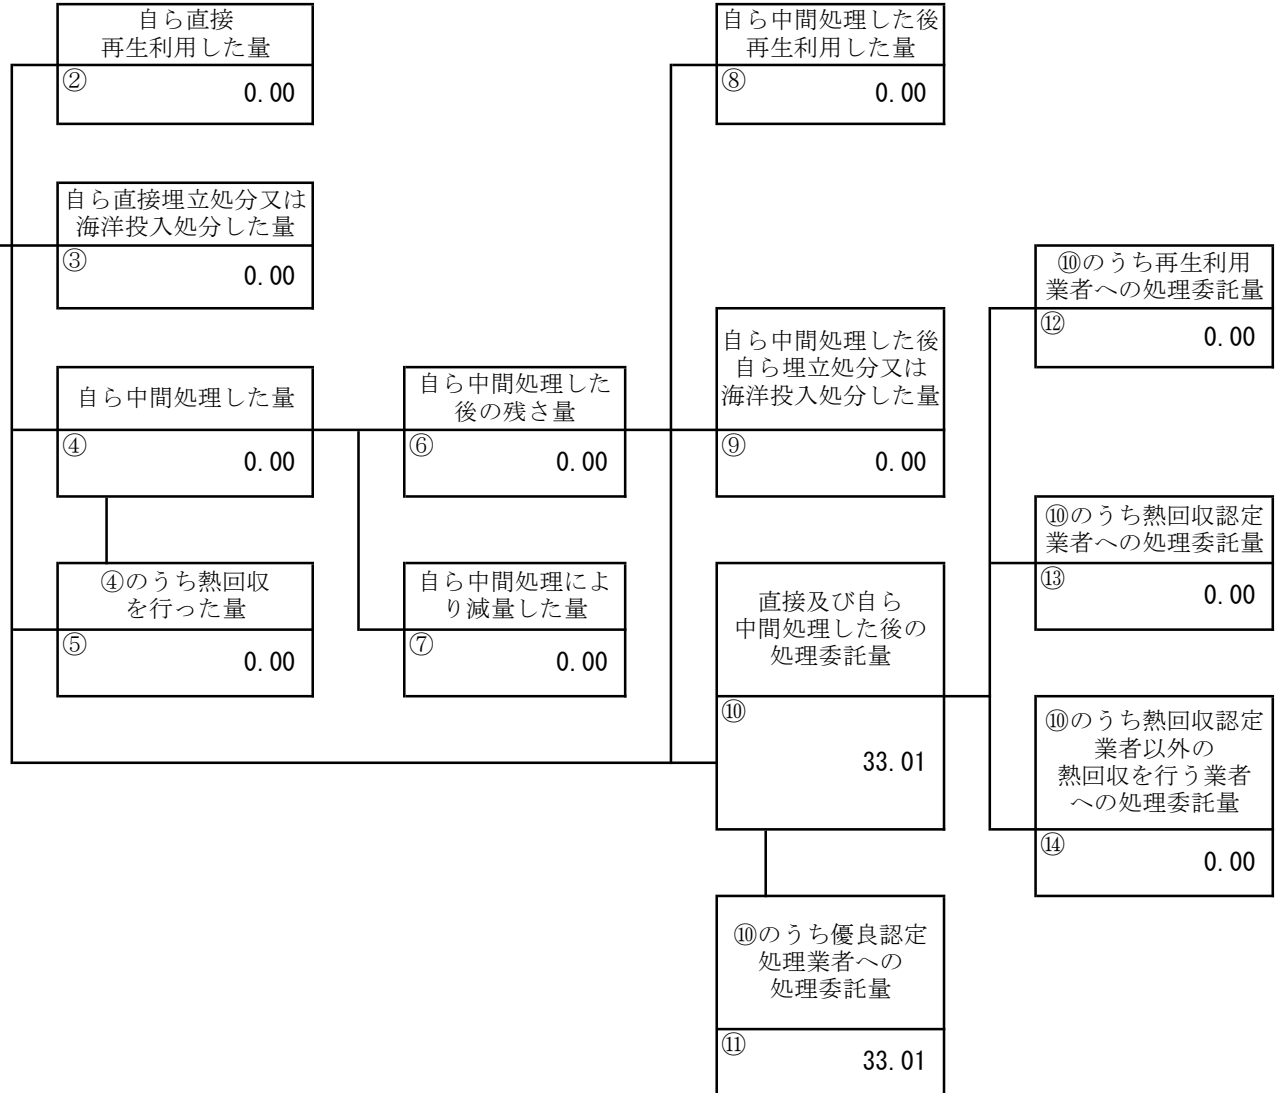 自ら直接
再生利用した量
②
0.00
自ら直接埋立処分又は
海洋投入処分した量
③
0.00
自ら中間処理した量
④
0.00
④のうち熱回収
を行った量
⑤
0.00
自ら中間処理した
後の残さ量
⑥
0.00
自ら中間処理によ
り減量した量
⑦
0.00
自ら中間処理した後
再生利用した量
⑧
0.00
自ら中間処理した後
自ら埋立処分又は
海洋投入処分した量
⑨
0.00
直接及び自ら
中間処理した後の
処理委託量
⑩
33.01
⑩のうち優良認定
処理業者への
処理委託量
⑪
33.01
⑩のうち再生利用
業者への処理委託量
⑫
0.00
⑩のうち熱回収認定
業者への処理委託量
⑬
0.00
⑩のうち熱回収認定
業者以外の
熱回収を行う業者
への処理委託量
⑭
0.00